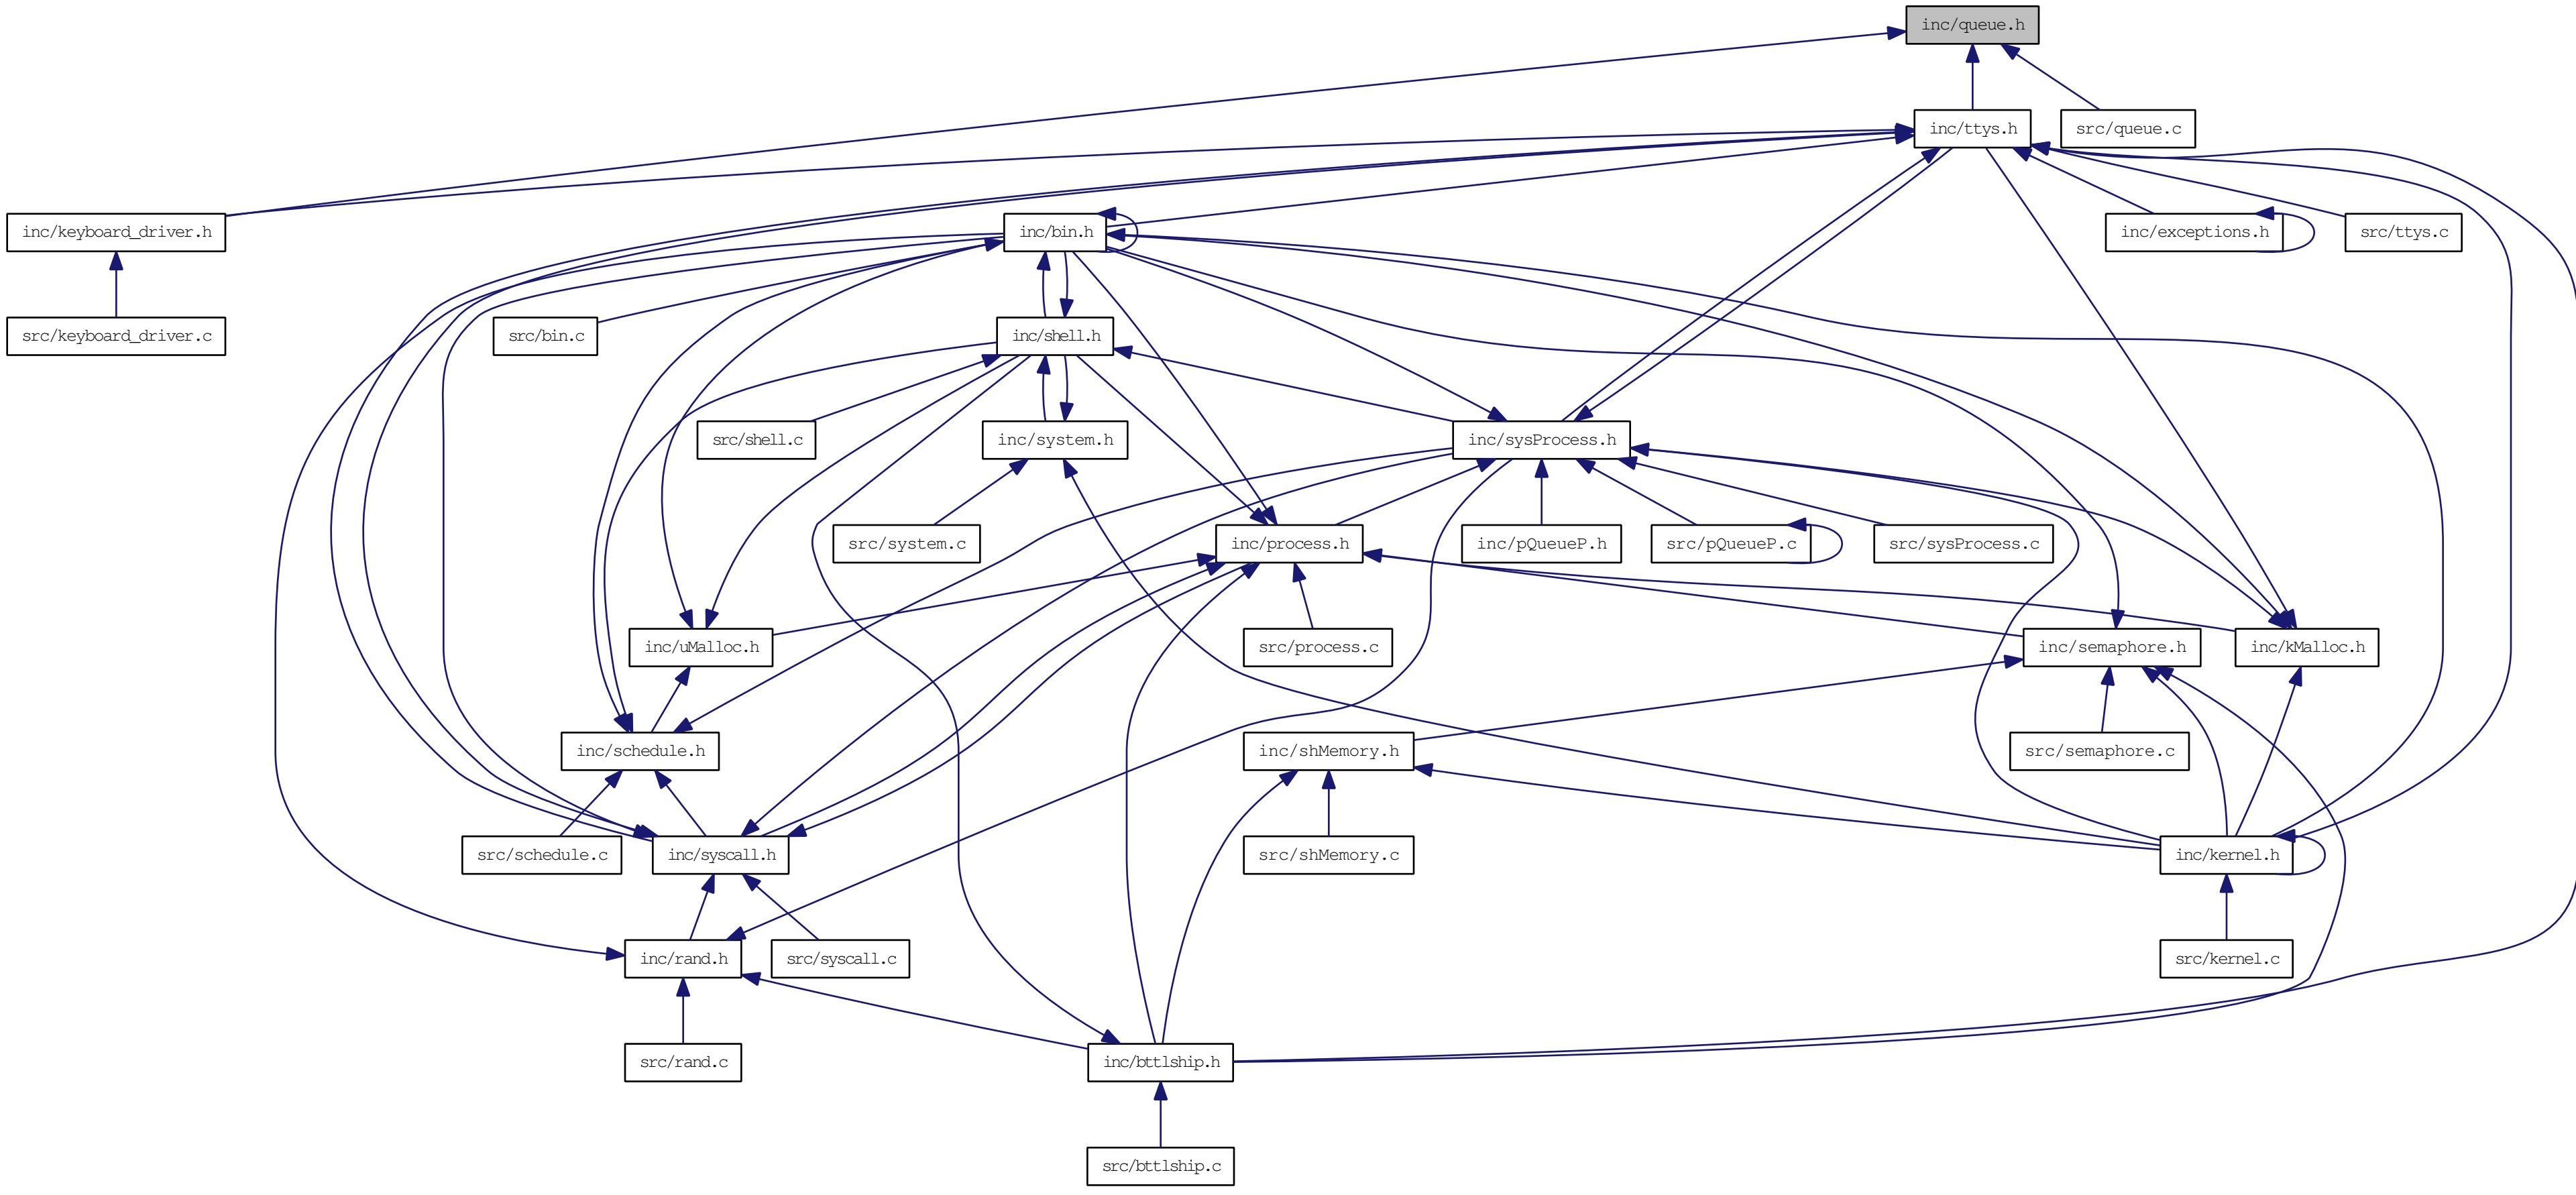 inc/queue.h
inc/ttys.h
src/queue.c
inc/keyboard_driver.h
inc/bin.h
inc/exceptions.h
src/ttys.c
src/keyboard_driver.c
src/bin.c
inc/shell.h
src/shell.c
inc/system.h
inc/sysProcess.h
src/system.c
inc/process.h
inc/pQueueP.h
src/pQueueP.c
src/sysProcess.c
inc/uMalloc.h
src/process.c
inc/semaphore.h
inc/kMalloc.h
inc/schedule.h
inc/shMemory.h
src/semaphore.c
src/schedule.c
inc/syscall.h
src/shMemory.c
inc/kernel.h
inc/rand.h
src/syscall.c
src/kernel.c
src/rand.c
inc/bttlship.h
src/bttlship.c